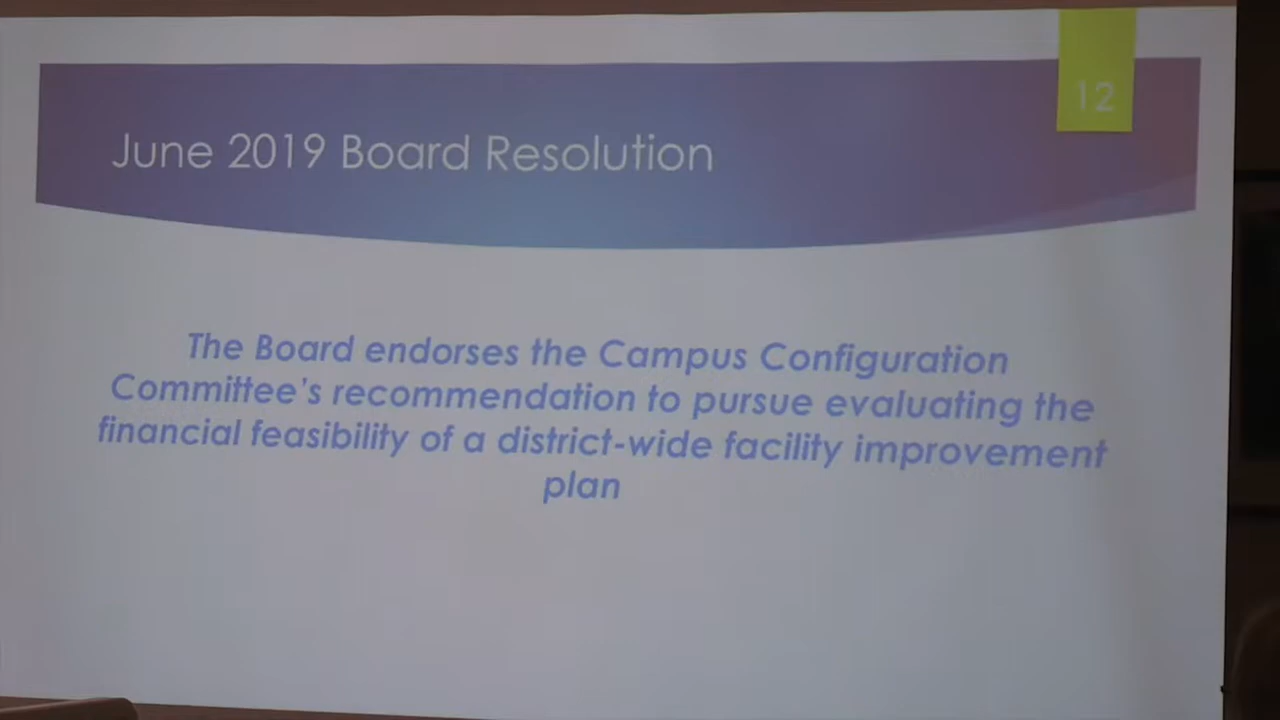 12
June 2019 Board Resolution
The Board endorses the Campus Configuration
Committee's recommendation to pursue evaluating the
financial feasibility of a district-wide facility improvement
plan